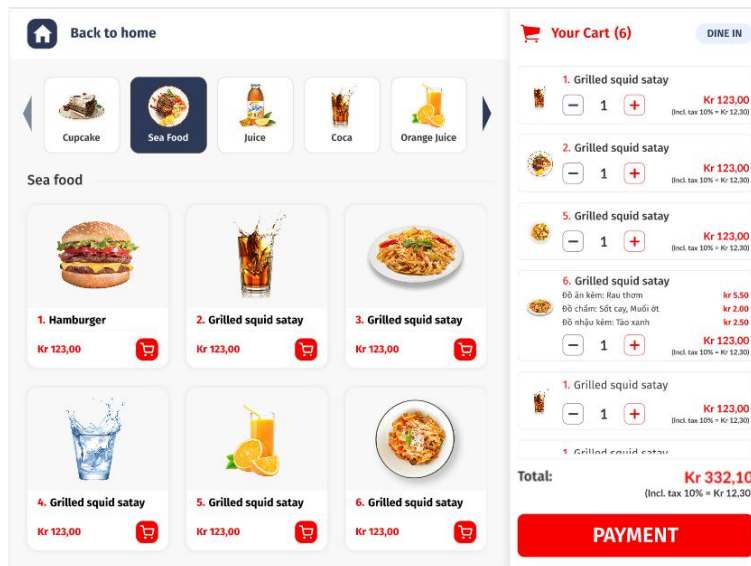 Back to home
Cupcake
Sea Food
Juice
Coca
Orange Juice
Sea food
1. Hamburger
Kr 123,00
2. Grilled squid satay
Kr 123,00
3. Grilled squid satay
Kr 123,00
4. Grilled squid satay
Kr 123,00
5. Grilled squid satay
Kr 123,00
6. Grilled squid satay
Kr 123,00
Your Cart (6)
DINE IN
1. Grilled squid satay
1
Kr 123,00
(Incl. tax 10% = Kr 12,30)
2. Grilled squid satay
1
Kr 123,00
(Incl. tax 10% = Kr 12,30)
5. Grilled squid satay
1
Kr 123,00
(Incl. tax 10% = Kr 12,30)
6. Grilled squid satay
Đồ ăn kèm: Rau thơm kr 5.50
Đồ chấm: Sốt cay, Muối ớt kr 2.00
Đồ nhậu kèm: Táo xanh kr 2.50
1
Kr 123,00
(Incl. tax 10% = Kr 12,30)
1. Grilled squid satay
1
Kr 123,00
(Incl. tax 10% = Kr 12,30)
1. Grilled squid satay
Total: Kr 332,10
(Incl. tax 10% = Kr 12,30
PAYMENT